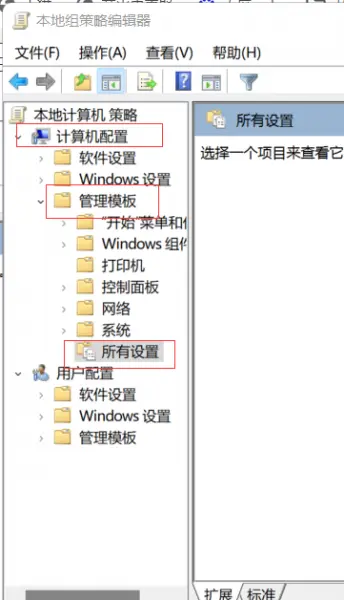 本地组策略编辑器
文件(F) 操作(A) 查看(V) 帮助(H)
本地计算机 策略
计算机配置
软件设置
Windows 设置
管理模板
"开始"菜单和
Windows 组件
打印机
控制面板
网络
系统
所有设置
用户配置
软件设置
Windows 设置
管理模板
所有设置
选择一个项目来查看它
扩展 标准